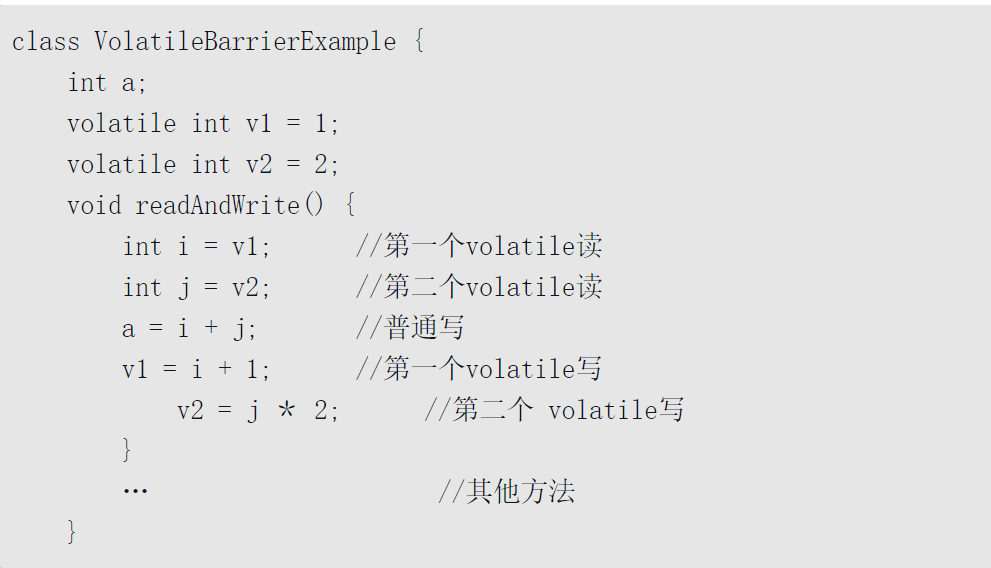 class VolatileBarrierExample {
    int a;
    volatile int v1 = 1;
    volatile int v2 = 2;
    void readAndWrite() {
        int i = v1;      //第一个volatile读
        int j = v2;      //第二个volatile读
        a = i + j;       //普通写
        v1 = i + 1;      //第一个volatile写
            v2 = j * 2;      //第二个 volatile写
        }
        …                     //其他方法
    }